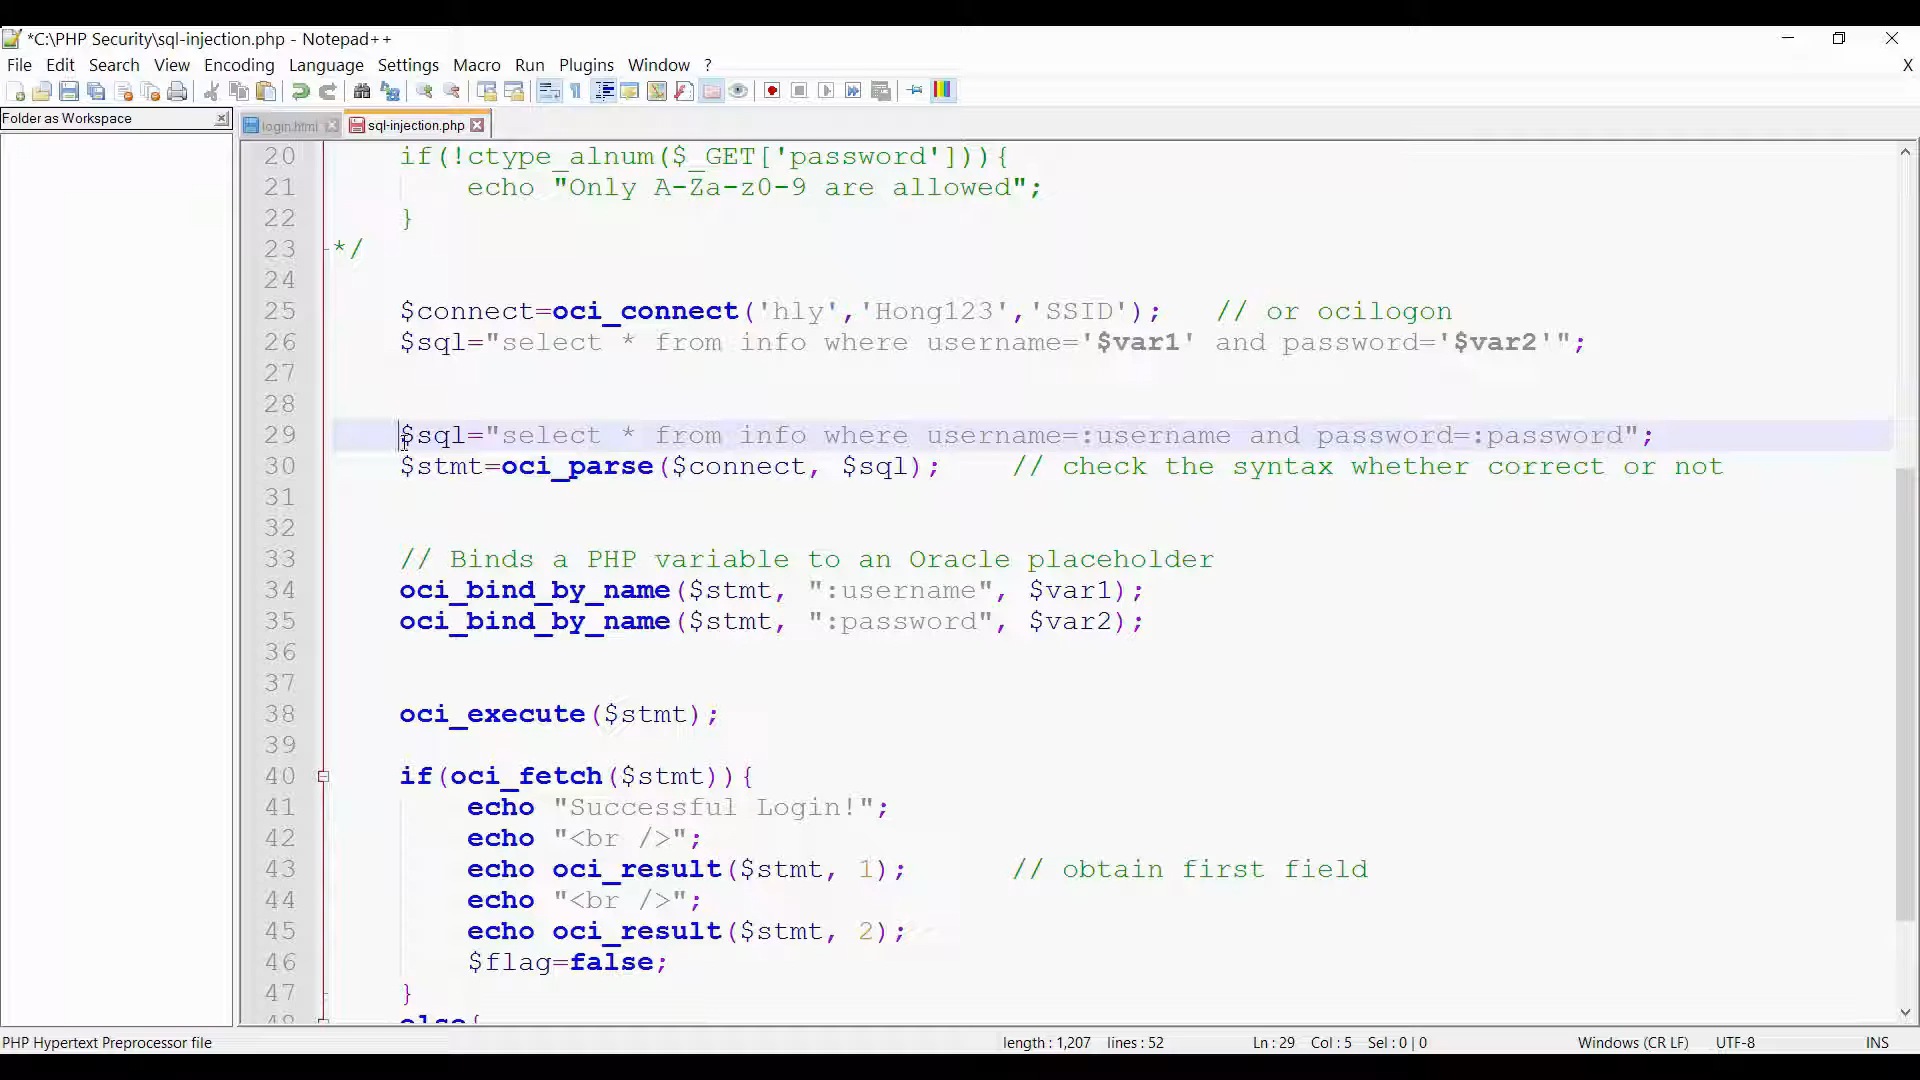 *C:\PHP Security\sql-injection.php - Notepad++
File Edit Search View Encoding Language Settings Macro Run Plugins Window ? X
Folder as Workspace
login.html sql-injection.php
20 if(!ctype_alnum($_GET['password'])){
21 echo "Only A-Za-z0-9 are allowed";
22 }
23 */
24
25 $connect=oci_connect('hly','Hong123','SSID'); // or ocilogon
26 $sql="select * from info where username='$var1' and password='$var2'";
27
28
29 $sql="select * from info where username=:username and password=:password";
30 $stmt=oci_parse($connect, $sql); // check the syntax whether correct or not
31
32
33 // Binds a PHP variable to an Oracle placeholder
34 oci_bind_by_name($stmt, ":username", $var1);
35 oci_bind_by_name($stmt, ":password", $var2);
36
37
38 oci_execute($stmt);
39
40 if(oci_fetch($stmt)){
41 echo "Successful Login!";
42 echo "<br />";
43 echo oci_result($stmt, 1); // obtain first field
44 echo "<br />";
45 echo oci_result($stmt, 2);
46 $flag=false;
47 }
48 else{
PHP Hypertext Preprocessor file length : 1,207 lines : 52 Ln : 29 Col : 5 Sel : 0 | 0 Windows (CR LF) UTF-8 INS